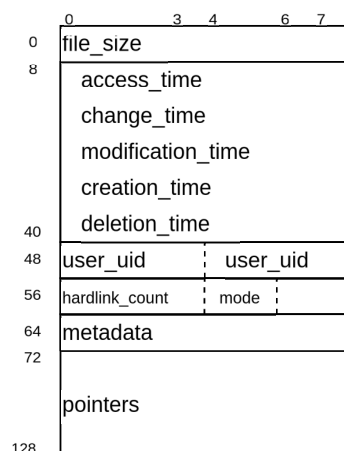 0 3 4 6 7
0 file_size
8 access_time
change_time
modification_time
creation_time
40 deletion_time
48 user_uid user_uid
56 hardlink_count mode
64 metadata
72
pointers
128